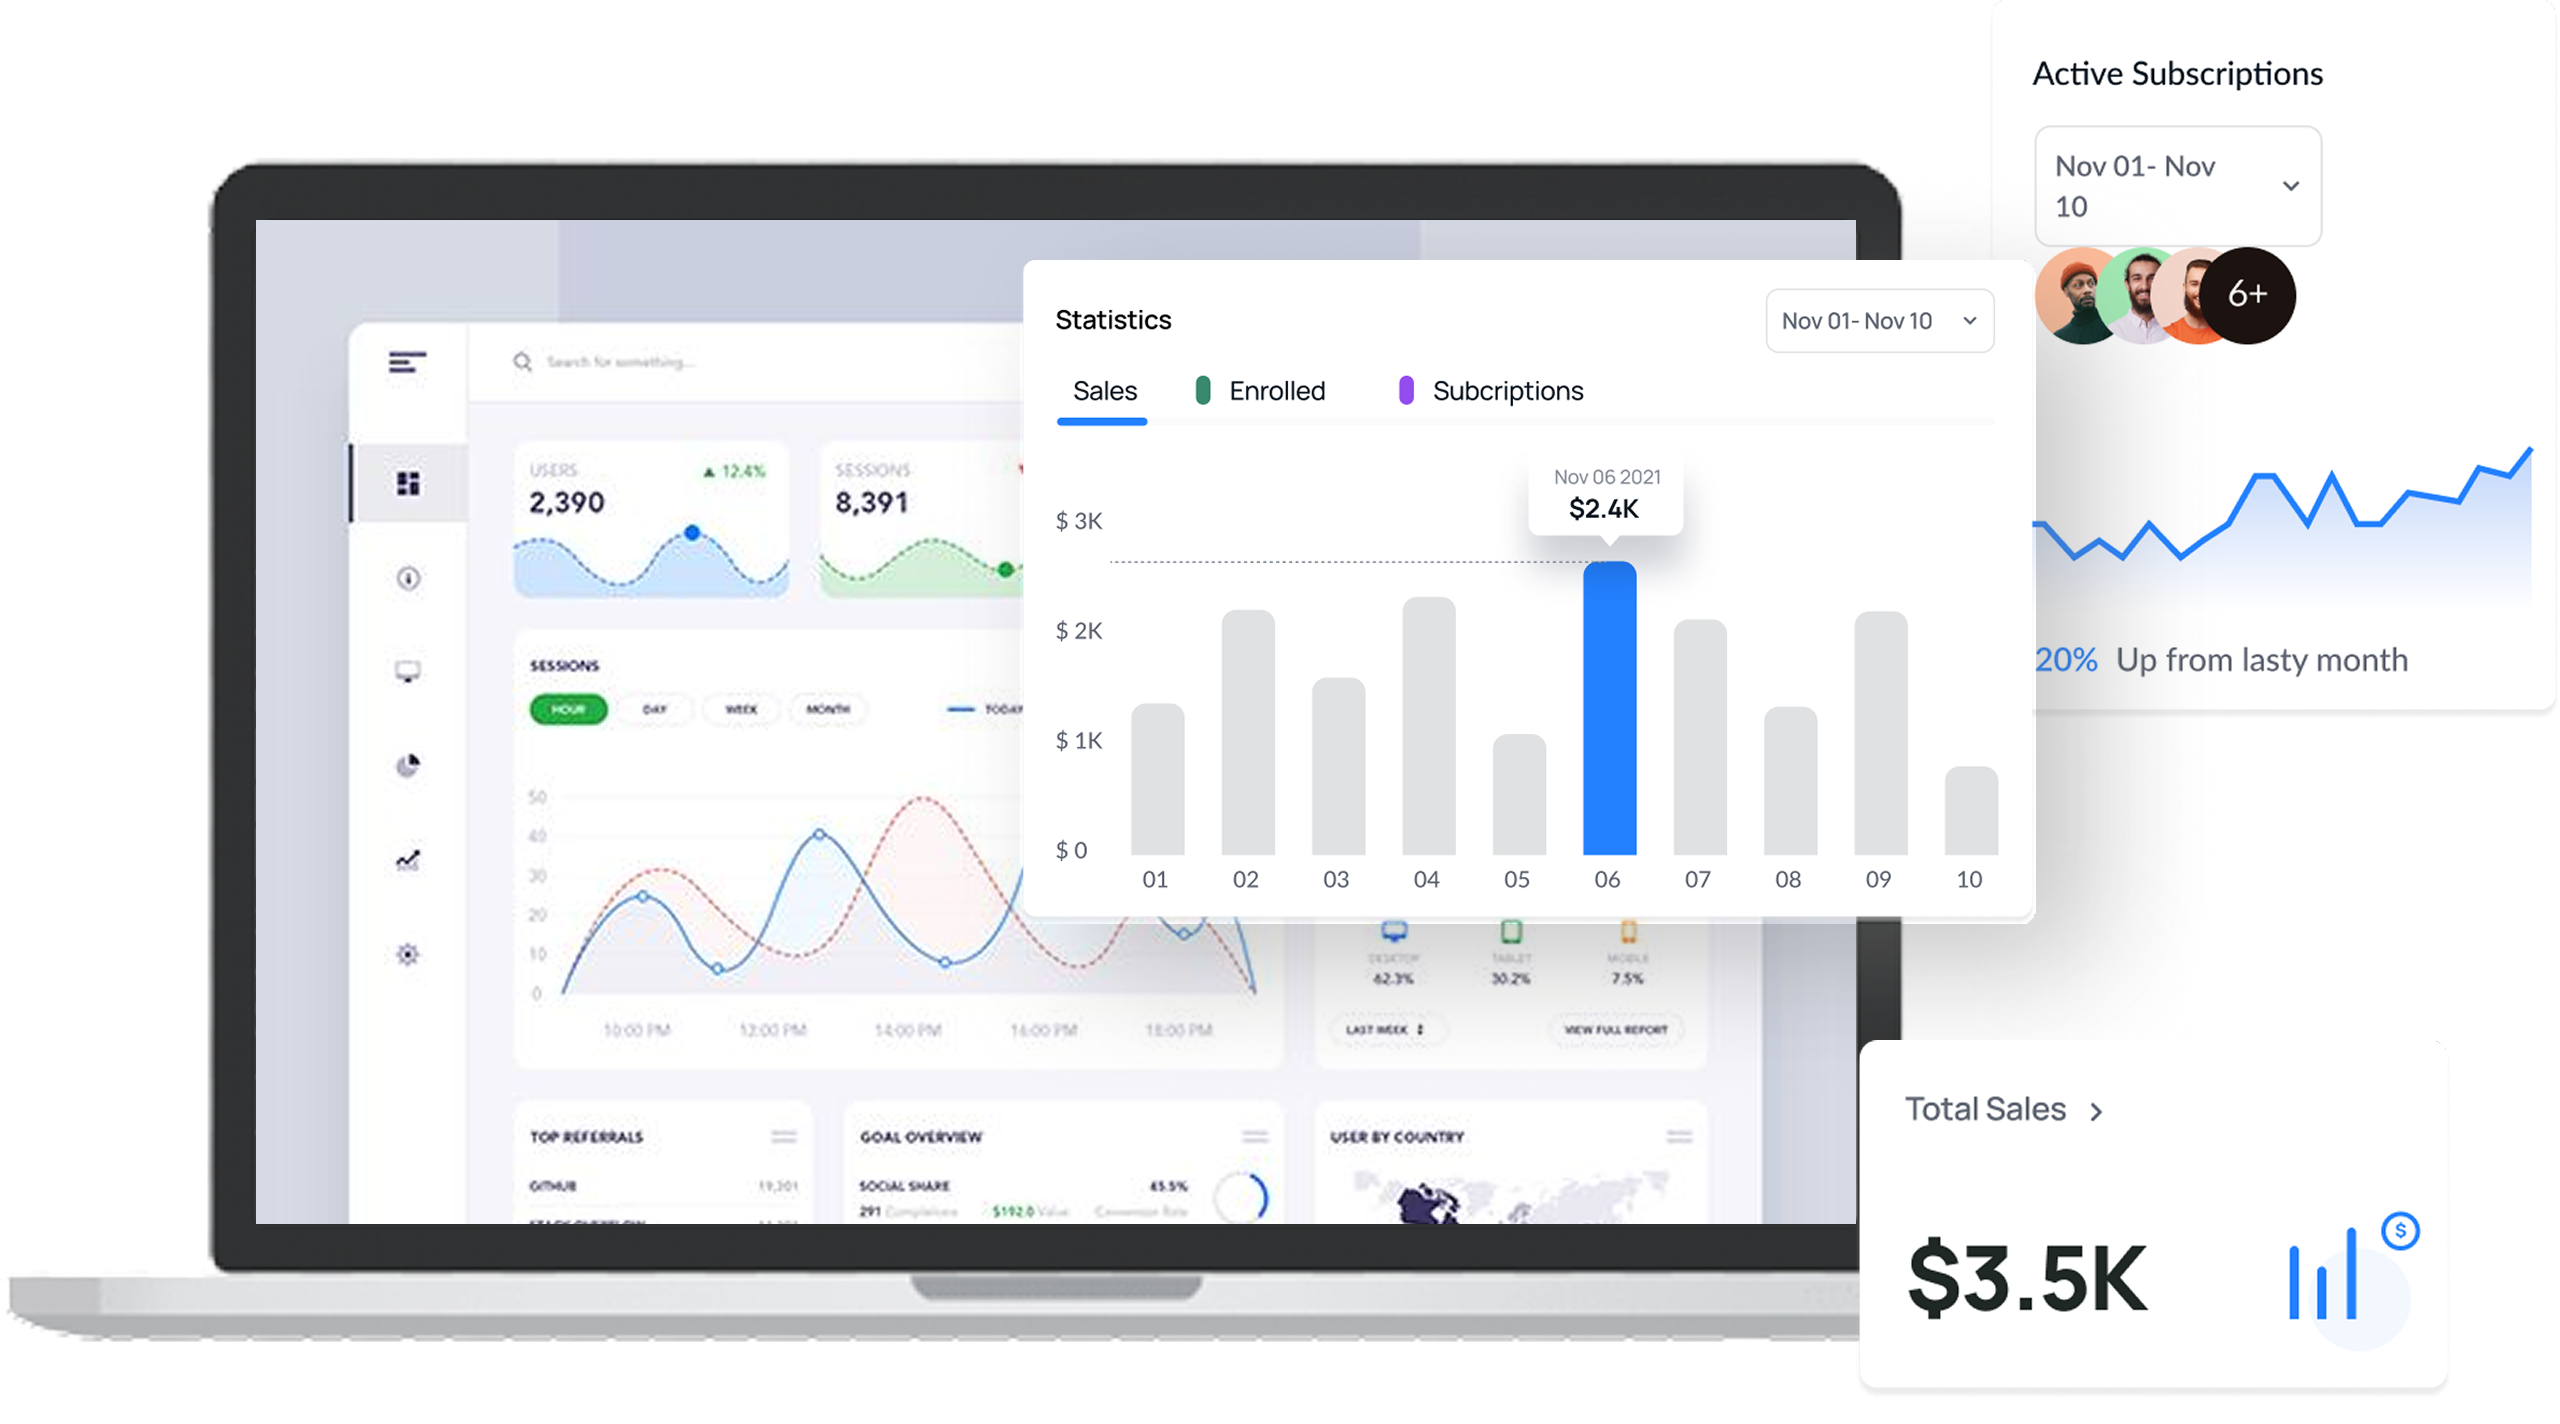 Active Subscriptions
Nov 01- Nov
10
6+
20% Up from lasty month
Statistics
Nov 01- Nov 10
Sales
Enrolled
Subcriptions
Nov 06 2021
$2.4K
$ 3K
$ 2K
$ 1K
$ 0
01 02 03 04 05 06 07 08 09 10
Search for something...
USERS
12.4%
2,390
SESSIONS
8,391
SESSIONS
HOUR DAY WEEK MONTH
TODAY
50
40
30
20
10
0
10:00 PM 12:00 PM 14:00 PM 16:00 PM 18:00 PM
DESKTOP TABLET MOBILE
62.3% 30.2% 7.5%
LAST WEEK
VIEW FULL REPORT
TOP REFERRALS
GITHUB 19,301
GOAL OVERVIEW
SOCIAL SHARE 45.5%
291 Completions $192.0 Value Conversion Rate
USER BY COUNTRY
Total Sales
$3.5K
$